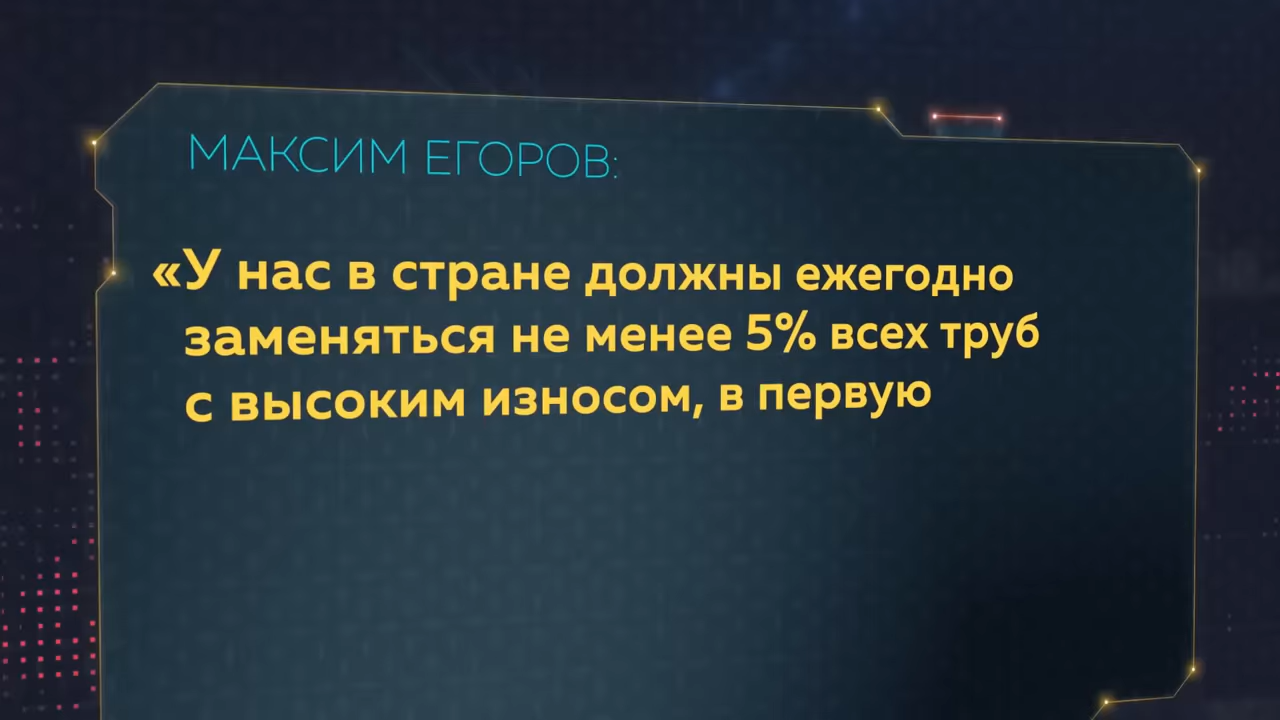 МАКСИМ ЕГОРОВ:
«У нас в стране должны ежегодно
заменяться не менее 5% всех труб
с высоким износом, в первую